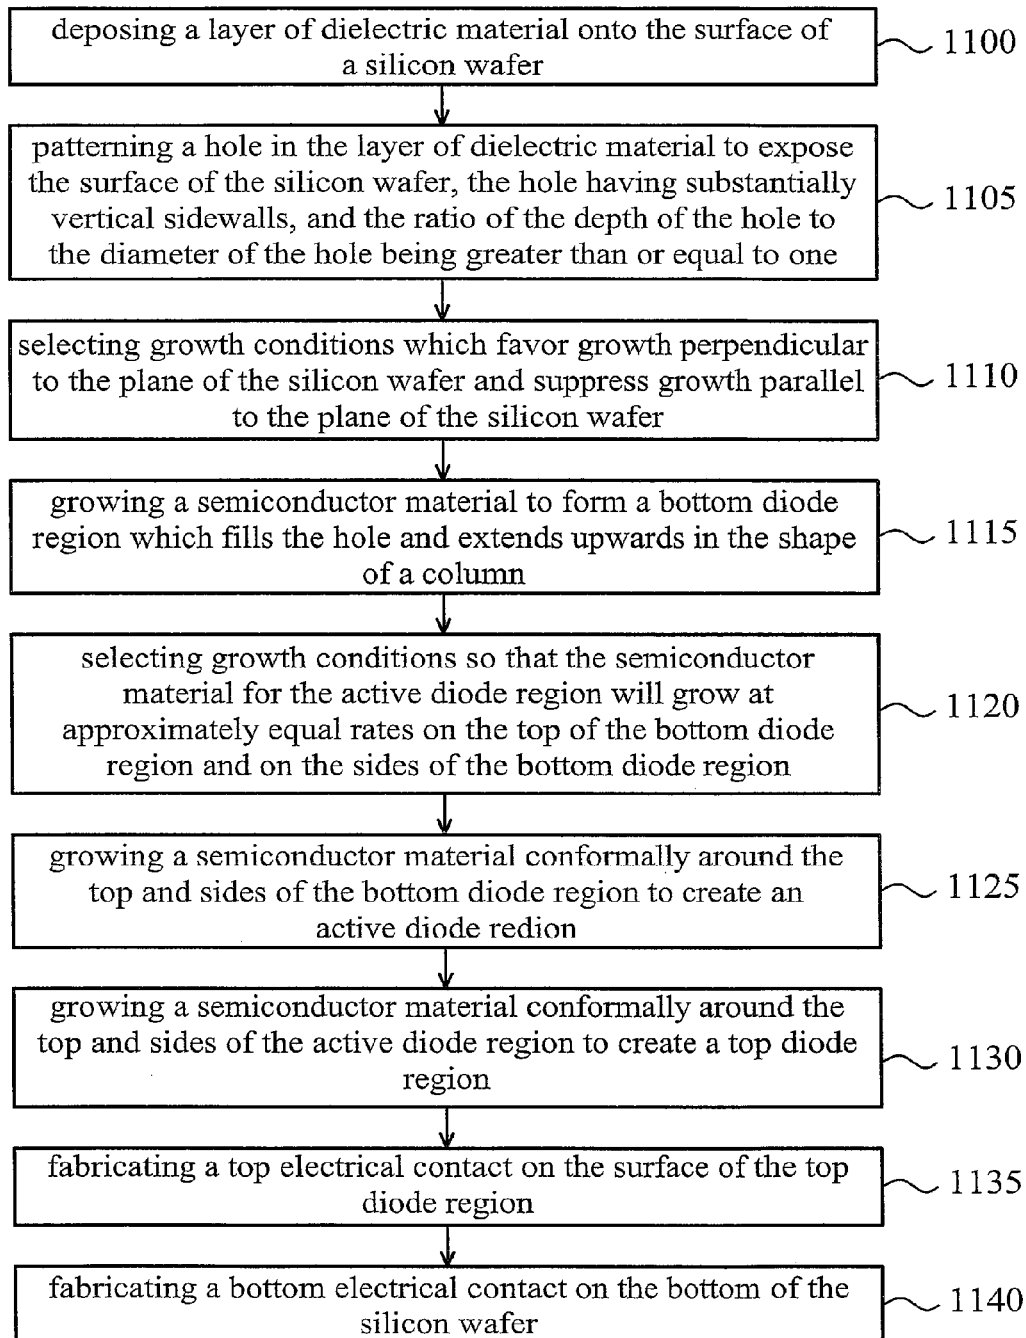 deposing a layer of dielectric material onto the surface of
a silicon wafer
1100
patterning a hole in the layer of dielectric material to expose
the surface of the silicon wafer, the hole having substantially
vertical sidewalls, and the ratio of the depth of the hole to
the diameter of the hole being greater than or equal to one
1105
selecting growth conditions which favor growth perpendicular
to the plane of the silicon wafer and suppress growth parallel
to the plane of the silicon wafer
1110
growing a semiconductor material to form a bottom diode
region which fills the hole and extends upwards in the shape
of a column
1115
selecting growth conditions so that the semiconductor
material for the active diode region will grow at
approximately equal rates on the top of the bottom diode
region and on the sides of the bottom diode region
1120
growing a semiconductor material conformally around the
top and sides of the bottom diode region to create an
active diode redion
1125
growing a semiconductor material conformally around the
top and sides of the active diode region to create a top diode
region
1130
fabricating a top electrical contact on the surface of the top
diode region
1135
fabricating a bottom electrical contact on the bottom of the
silicon wafer
1140